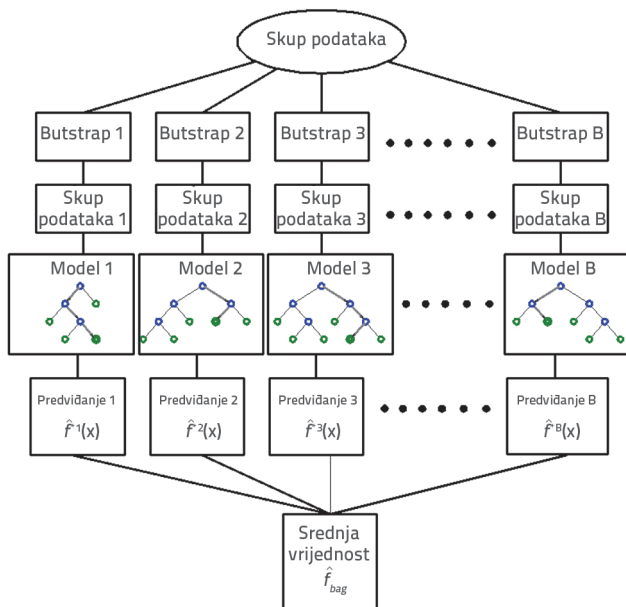 Skup podataka
Butstrap 1
Butstrap 2
Butstrap 3
Butstrap B
Skup
podataka 1
Skup
podataka 2
Skup
podataka 3
Skup
podataka B
Model 1
Model 2
Model 3
Model B
Predviđanje 1
f̂ 1(x)
Predviđanje 2
f̂ 2(x)
Predviđanje 3
f̂ 3(x)
Predviđanje B
f̂ B(x)
Srednja
vrijednost
f̂ bag